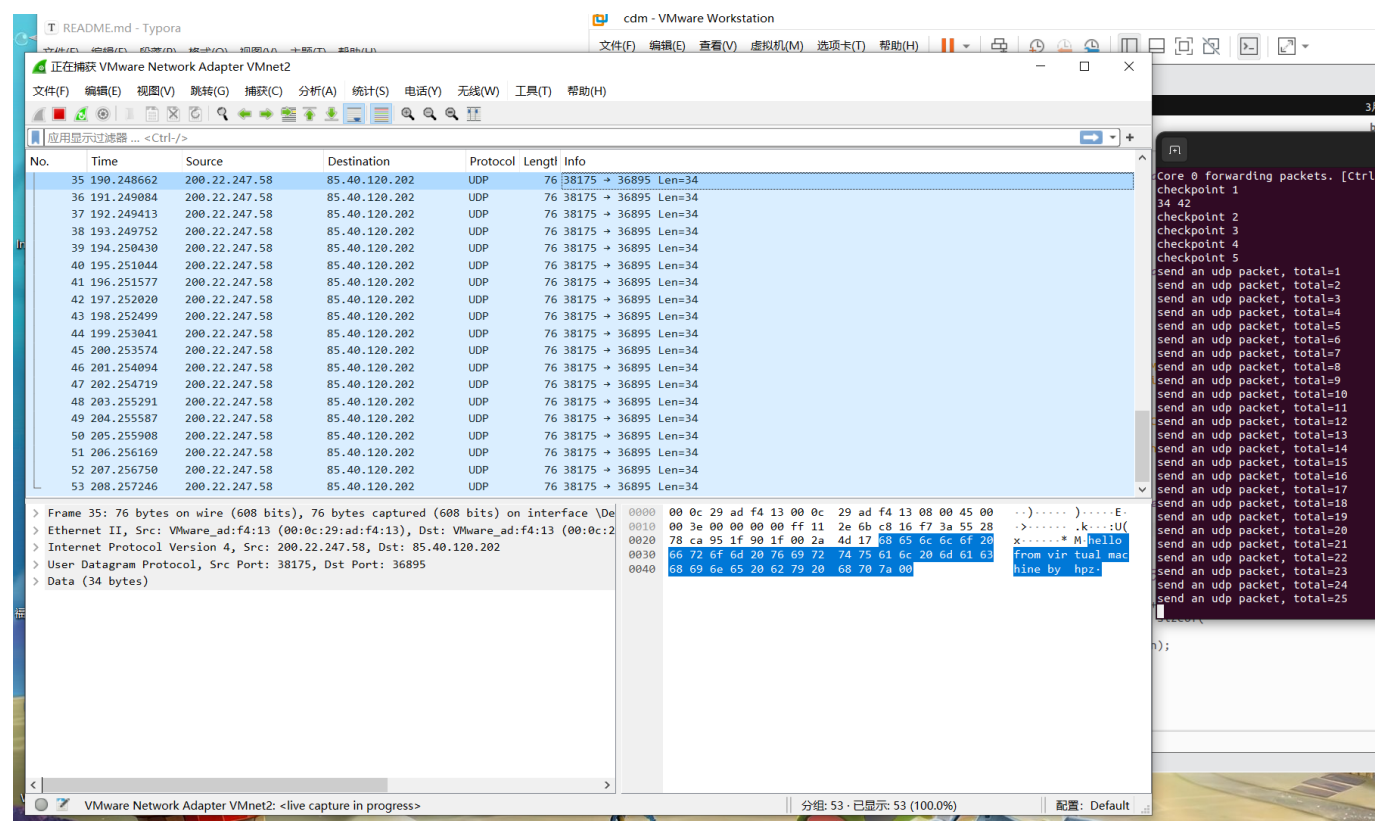 README.md - Typora
cdm - VMware Workstation
文件(F) 编辑(E) 查看(V) 虚拟机(M) 选项卡(T) 帮助(H)
正在捕获 VMware Network Adapter VMnet2
文件(F) 编辑(E) 视图(V) 跳转(G) 捕获(C) 分析(A) 统计(S) 电话(Y) 无线(W) 工具(T) 帮助(H)
应用显示过滤器 … <Ctrl-/>
No. Time Source Destination Protocol Lengtl Info
35 190.248662 200.22.247.58 85.40.120.202 UDP 76 38175 → 36895 Len=34
36 191.249084 200.22.247.58 85.40.120.202 UDP 76 38175 → 36895 Len=34
37 192.249413 200.22.247.58 85.40.120.202 UDP 76 38175 → 36895 Len=34
38 193.249752 200.22.247.58 85.40.120.202 UDP 76 38175 → 36895 Len=34
39 194.250430 200.22.247.58 85.40.120.202 UDP 76 38175 → 36895 Len=34
40 195.251044 200.22.247.58 85.40.120.202 UDP 76 38175 → 36895 Len=34
41 196.251577 200.22.247.58 85.40.120.202 UDP 76 38175 → 36895 Len=34
42 197.252020 200.22.247.58 85.40.120.202 UDP 76 38175 → 36895 Len=34
43 198.252499 200.22.247.58 85.40.120.202 UDP 76 38175 → 36895 Len=34
44 199.253041 200.22.247.58 85.40.120.202 UDP 76 38175 → 36895 Len=34
45 200.253574 200.22.247.58 85.40.120.202 UDP 76 38175 → 36895 Len=34
46 201.254094 200.22.247.58 85.40.120.202 UDP 76 38175 → 36895 Len=34
47 202.254719 200.22.247.58 85.40.120.202 UDP 76 38175 → 36895 Len=34
48 203.255291 200.22.247.58 85.40.120.202 UDP 76 38175 → 36895 Len=34
49 204.255587 200.22.247.58 85.40.120.202 UDP 76 38175 → 36895 Len=34
50 205.255908 200.22.247.58 85.40.120.202 UDP 76 38175 → 36895 Len=34
51 206.256169 200.22.247.58 85.40.120.202 UDP 76 38175 → 36895 Len=34
52 207.256750 200.22.247.58 85.40.120.202 UDP 76 38175 → 36895 Len=34
53 208.257246 200.22.247.58 85.40.120.202 UDP 76 38175 → 36895 Len=34
Frame 35: 76 bytes on wire (608 bits), 76 bytes captured (608 bits) on interface \De
Ethernet II, Src: VMware_ad:f4:13 (00:0c:29:ad:f4:13), Dst: VMware_ad:f4:13 (00:0c:2
Internet Protocol Version 4, Src: 200.22.247.58, Dst: 85.40.120.202
User Datagram Protocol, Src Port: 38175, Dst Port: 36895
Data (34 bytes)
0000 00 0c 29 ad f4 13 00 0c 29 ad f4 13 08 00 45 00 ··)····· )·····E·
0010 00 3e 00 00 00 00 ff 11 2e 6b c8 16 f7 3a 55 28 ·>······ .k···:U(
0020 78 ca 95 1f 90 1f 00 2a 4d 17 68 65 6c 6c 6f 20 x······* M·hello
0030 66 72 6f 6d 20 76 69 72 74 75 61 6c 20 6d 61 63 from vir tual mac
0040 68 69 6e 65 20 62 79 20 68 70 7a 00 hine by hpz·
VMware Network Adapter VMnet2: <live capture in progress>
分组: 53 · 已显示: 53 (100.0%)
配置: Default
Core 0 forwarding packets. [Ctrl
checkpoint 1
34 42
checkpoint 2
checkpoint 3
checkpoint 4
checkpoint 5
send an udp packet, total=1
send an udp packet, total=2
send an udp packet, total=3
send an udp packet, total=4
send an udp packet, total=5
send an udp packet, total=6
send an udp packet, total=7
send an udp packet, total=8
send an udp packet, total=9
send an udp packet, total=10
send an udp packet, total=11
send an udp packet, total=12
send an udp packet, total=13
send an udp packet, total=14
send an udp packet, total=15
send an udp packet, total=16
send an udp packet, total=17
send an udp packet, total=18
send an udp packet, total=19
send an udp packet, total=20
send an udp packet, total=21
send an udp packet, total=22
send an udp packet, total=23
send an udp packet, total=24
send an udp packet, total=25
);